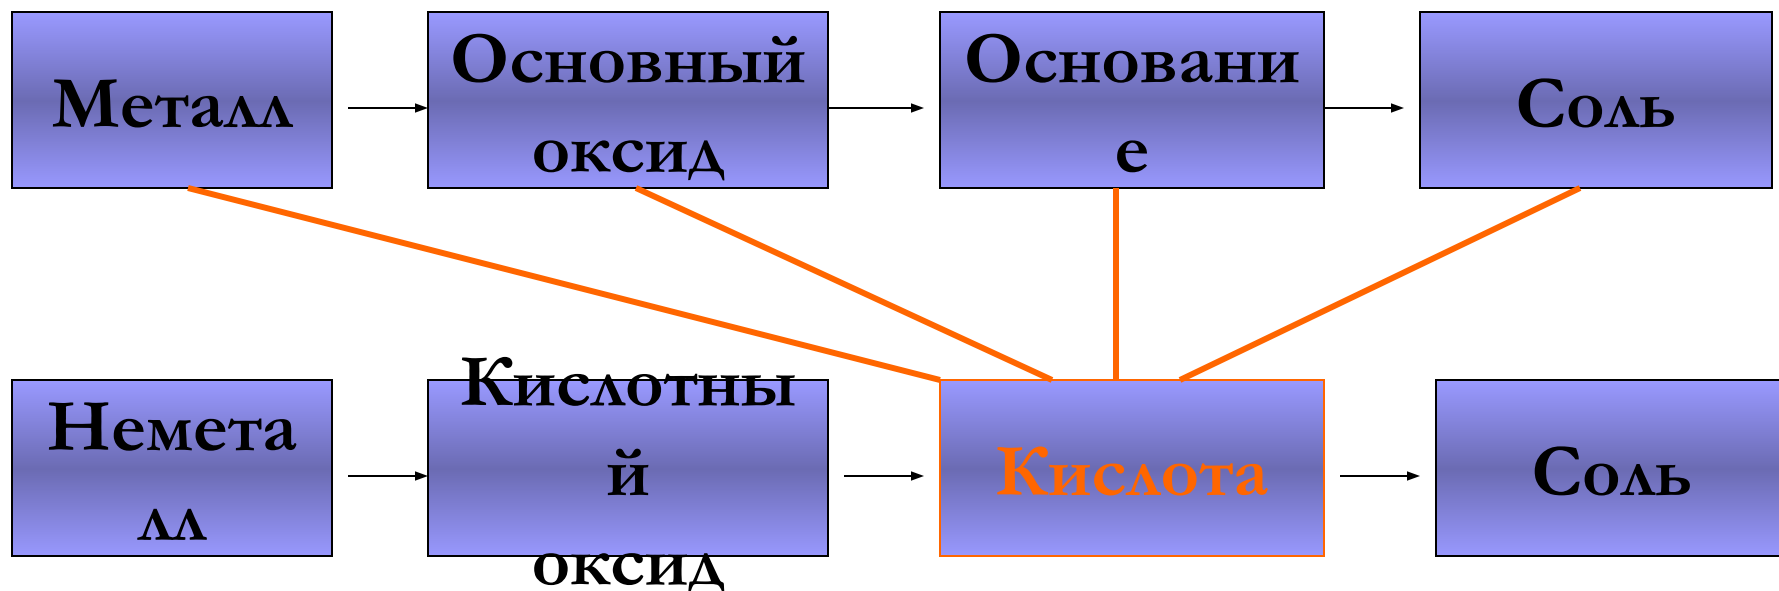 Металл
Основный
оксид
Основани
е
Соль
Немета
лл
Кислотны
й
оксид
Кислота
Соль